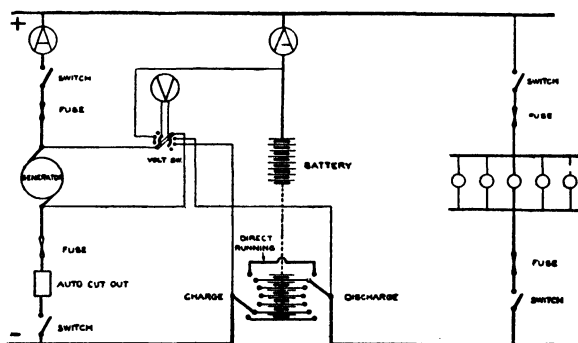 +
A
A
SWITCH
SWITCH
V
FUSE
FUSE
VOLT SW.
BATTERY
GENERATOR
DIRECT
RUNNING
FUSE
FUSE
AUTO CUT OUT
CHARGE
DISCHARGE
SWITCH
SWITCH
-